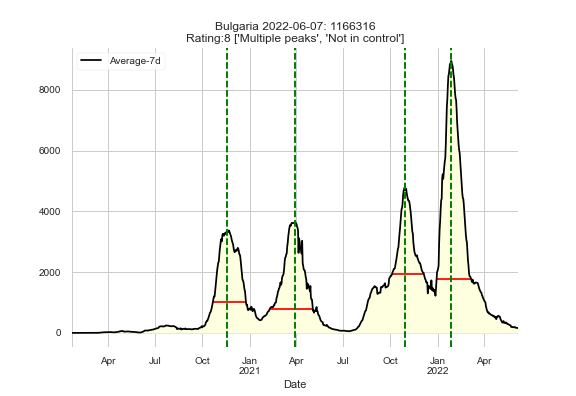 Bulgaria 2022-06-07: 1166316
Rating:8 ['Multiple peaks', 'Not in control']
Average-7d
8000
6000
4000
2000
0
Apr Jul Oct Jan Apr Jul Oct Jan Apr
2021 2022
Date